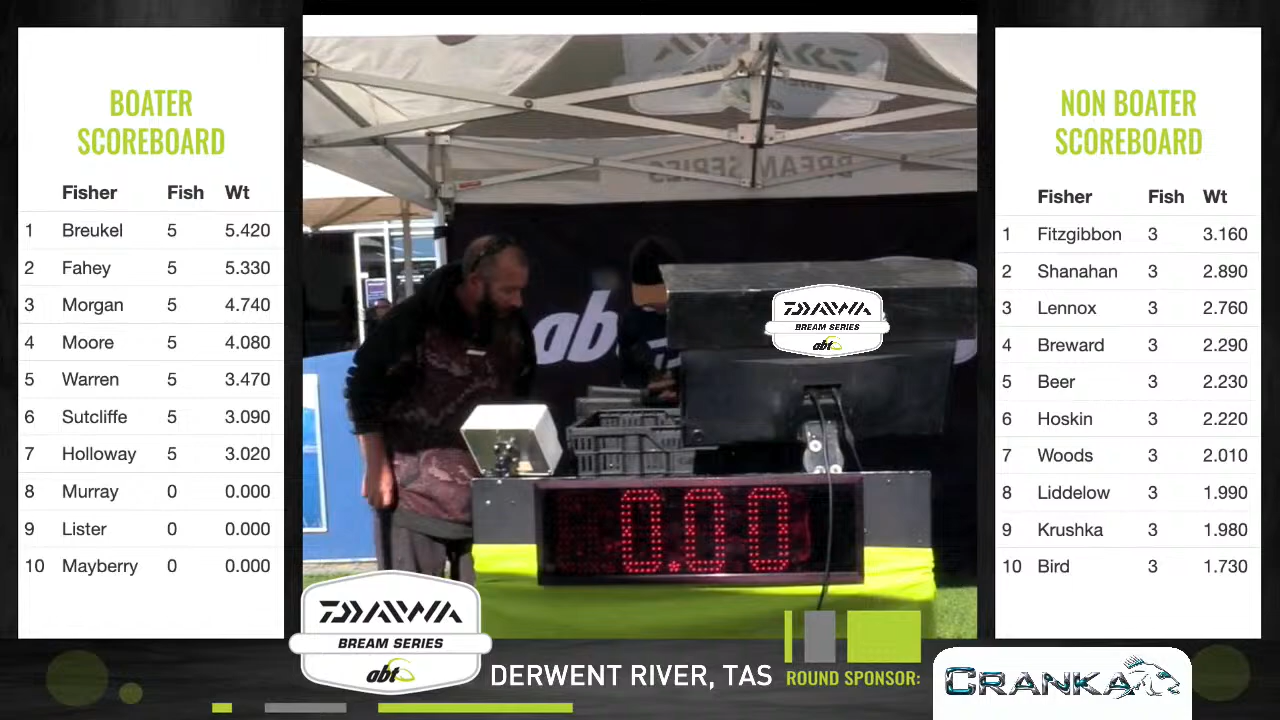 BOATER
SCOREBOARD
Fisher Fish Wt
1 Breukel 5 5.420
2 Fahey 5 5.330
3 Morgan 5 4.740
4 Moore 5 4.080
5 Warren 5 3.470
6 Sutcliffe 5 3.090
7 Holloway 5 3.020
8 Murray 0 0.000
9 Lister 0 0.000
10 Mayberry 0 0.000
BREAM SERIES
ab
DAIWA
BREAM SERIES
abt
0.00
NON BOATER
SCOREBOARD
Fisher Fish Wt
1 Fitzgibbon 3 3.160
2 Shanahan 3 2.890
3 Lennox 3 2.760
4 Breward 3 2.290
5 Beer 3 2.230
6 Hoskin 3 2.220
7 Woods 3 2.010
8 Liddelow 3 1.990
9 Krushka 3 1.980
10 Bird 3 1.730
DAIWA
BREAM SERIES
abt
DERWENT RIVER, TAS
ROUND SPONSOR:
CRANKA